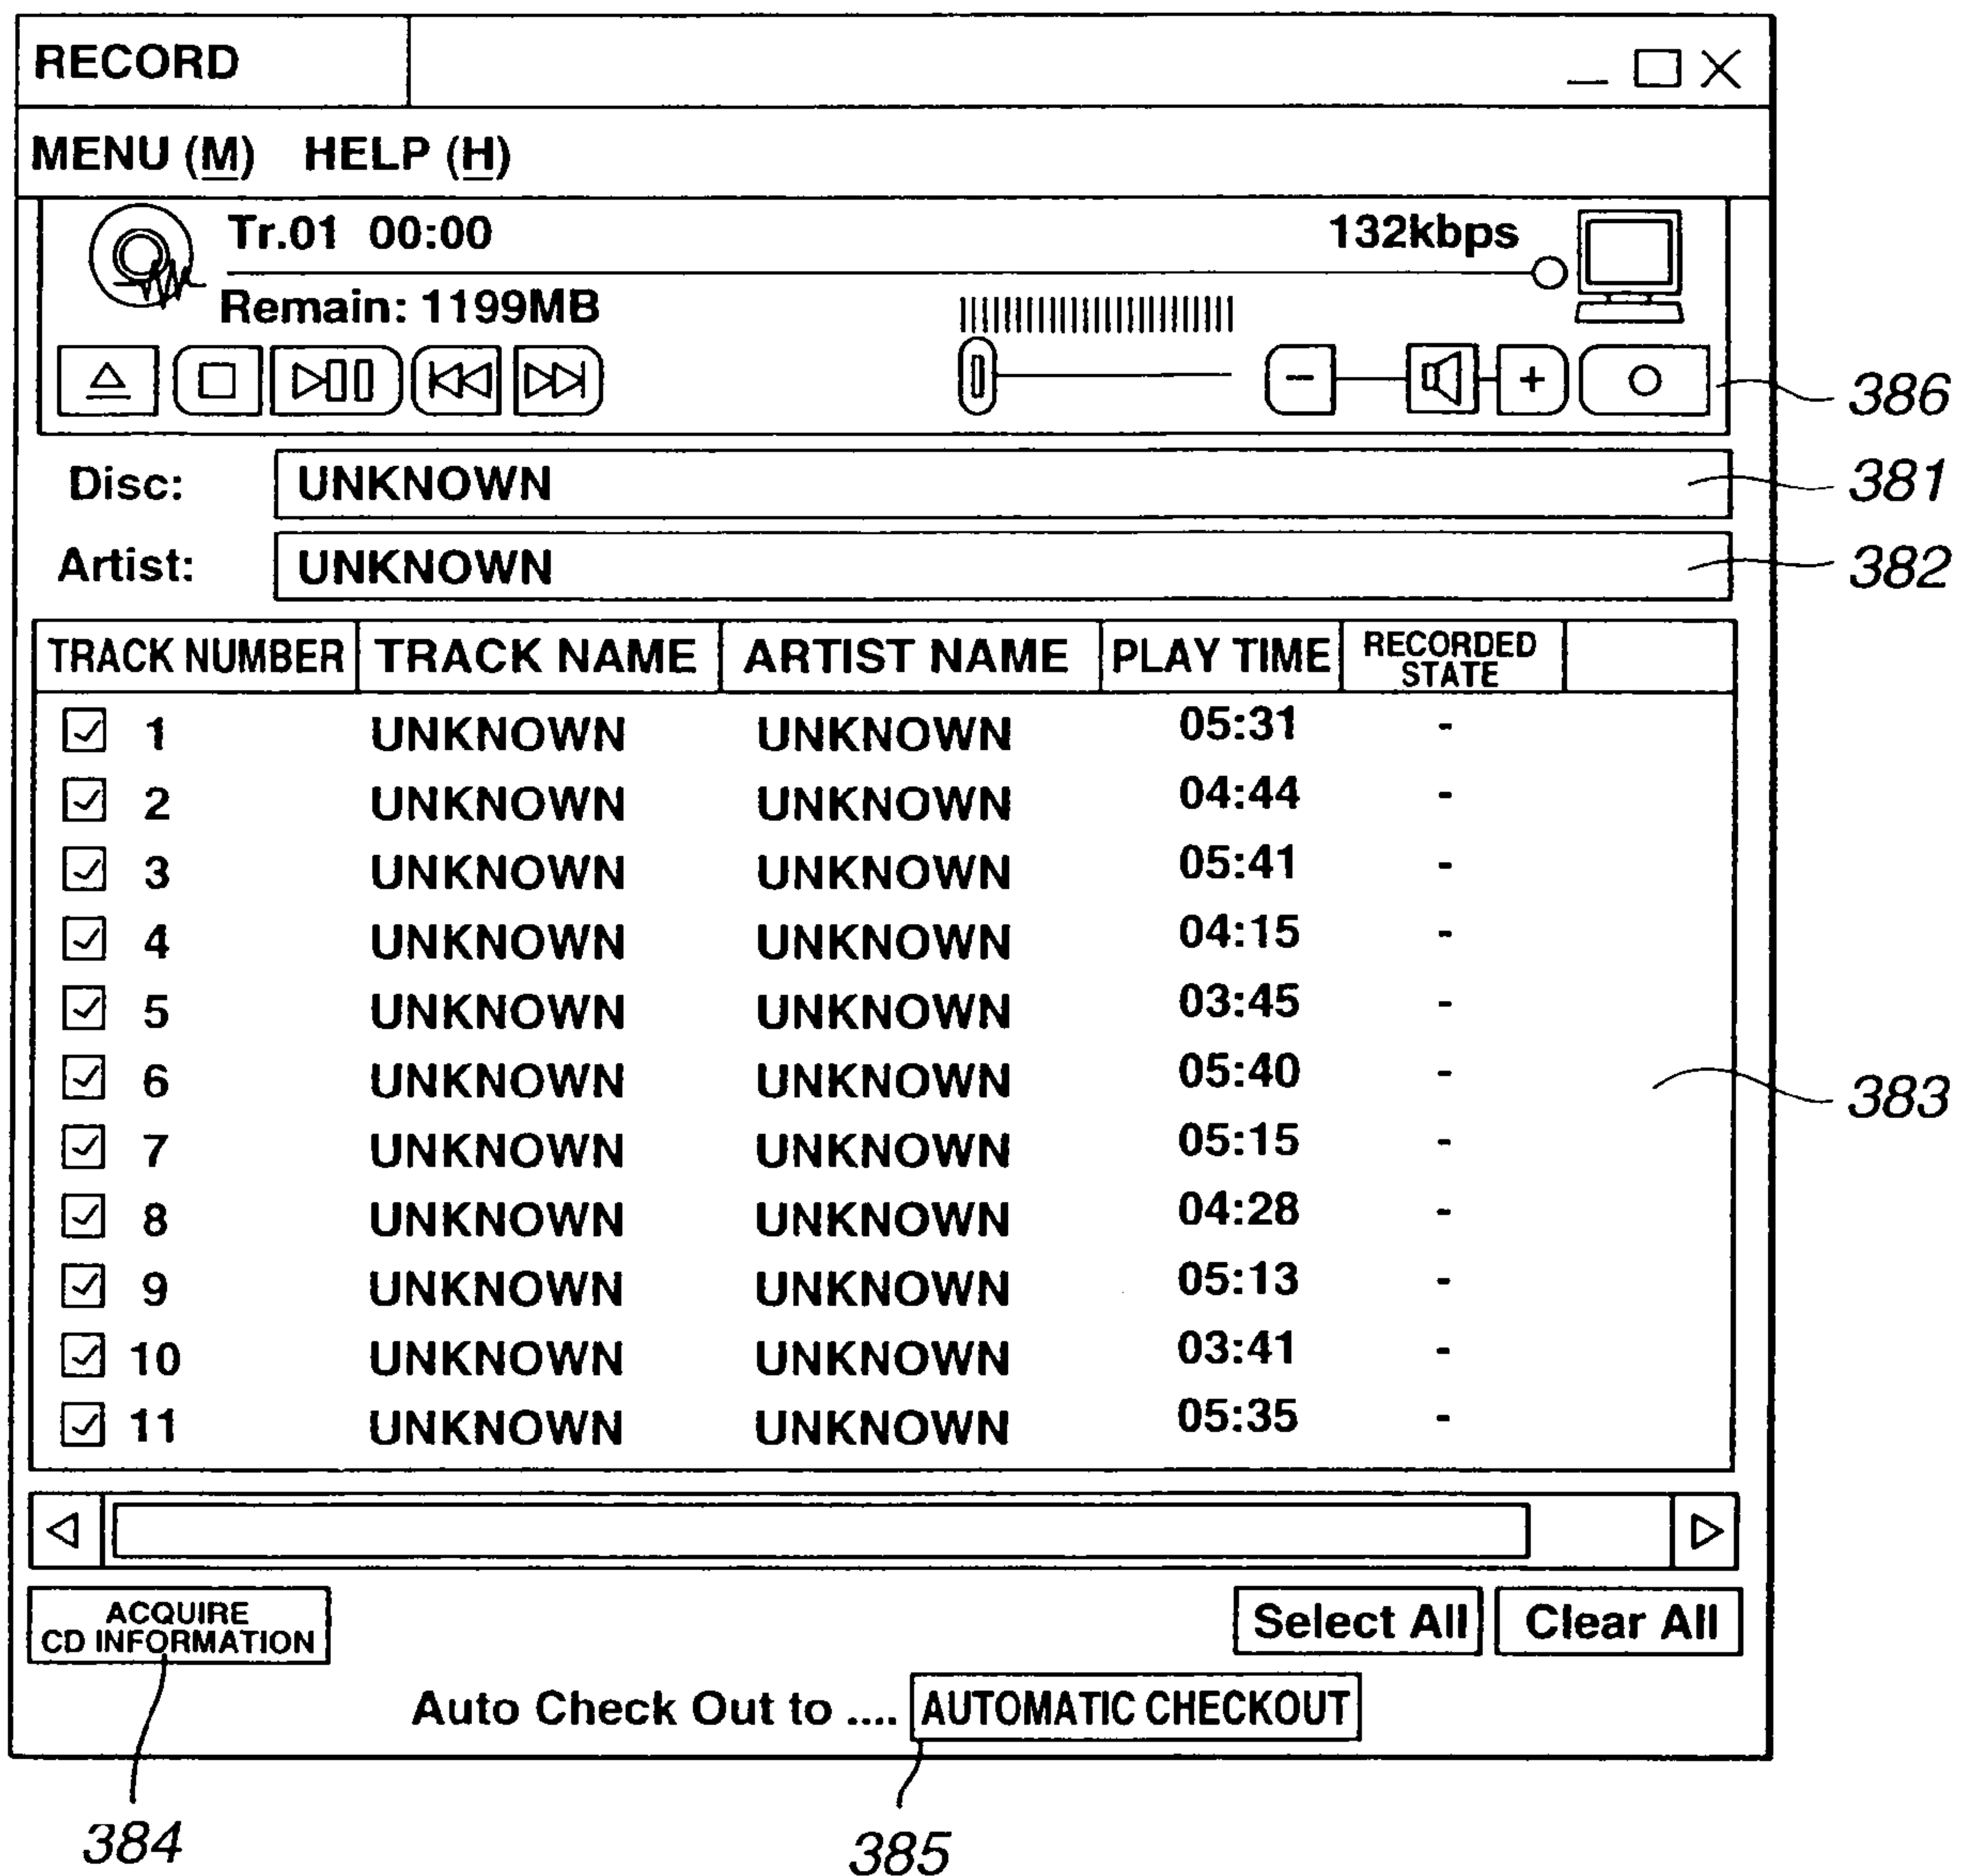 RECORD
MENU (M) HELP (H)
Tr.01 00:00 132kbps
Remain: 1199MB
- +
386
Disc: UNKNOWN 381
Artist: UNKNOWN 382
TRACK NUMBER TRACK NAME ARTIST NAME PLAY TIME RECORDED STATE
1 UNKNOWN UNKNOWN 05:31 -
2 UNKNOWN UNKNOWN 04:44 -
3 UNKNOWN UNKNOWN 05:41 -
4 UNKNOWN UNKNOWN 04:15 -
5 UNKNOWN UNKNOWN 03:45 -
6 UNKNOWN UNKNOWN 05:40 -
383
7 UNKNOWN UNKNOWN 05:15 -
8 UNKNOWN UNKNOWN 04:28 -
9 UNKNOWN UNKNOWN 05:13 -
10 UNKNOWN UNKNOWN 03:41 -
11 UNKNOWN UNKNOWN 05:35 -
ACQUIRE
CD INFORMATION
Select All Clear All
Auto Check Out to .... AUTOMATIC CHECKOUT
384
385